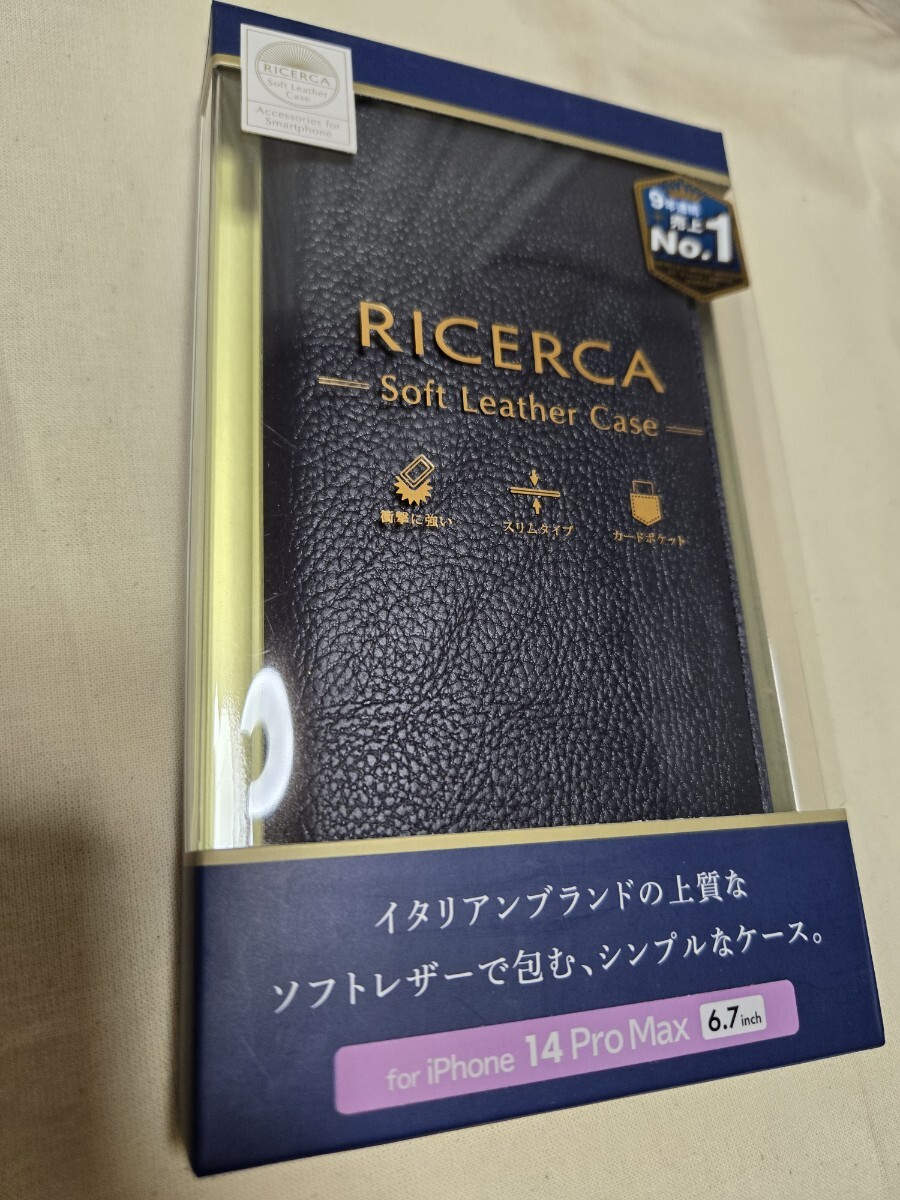 RICERCA
Soft Leather
Case
Accessories for
Smartphone
9年連続
売上
No.1
RICERCA
Soft Leather Case
衝撃に強い
スリムタイプ
カードポケット
イタリアンブランドの上質な
ソフトレザーで包む、シンプルなケース。
for iPhone 14 Pro Max 6.7 inch